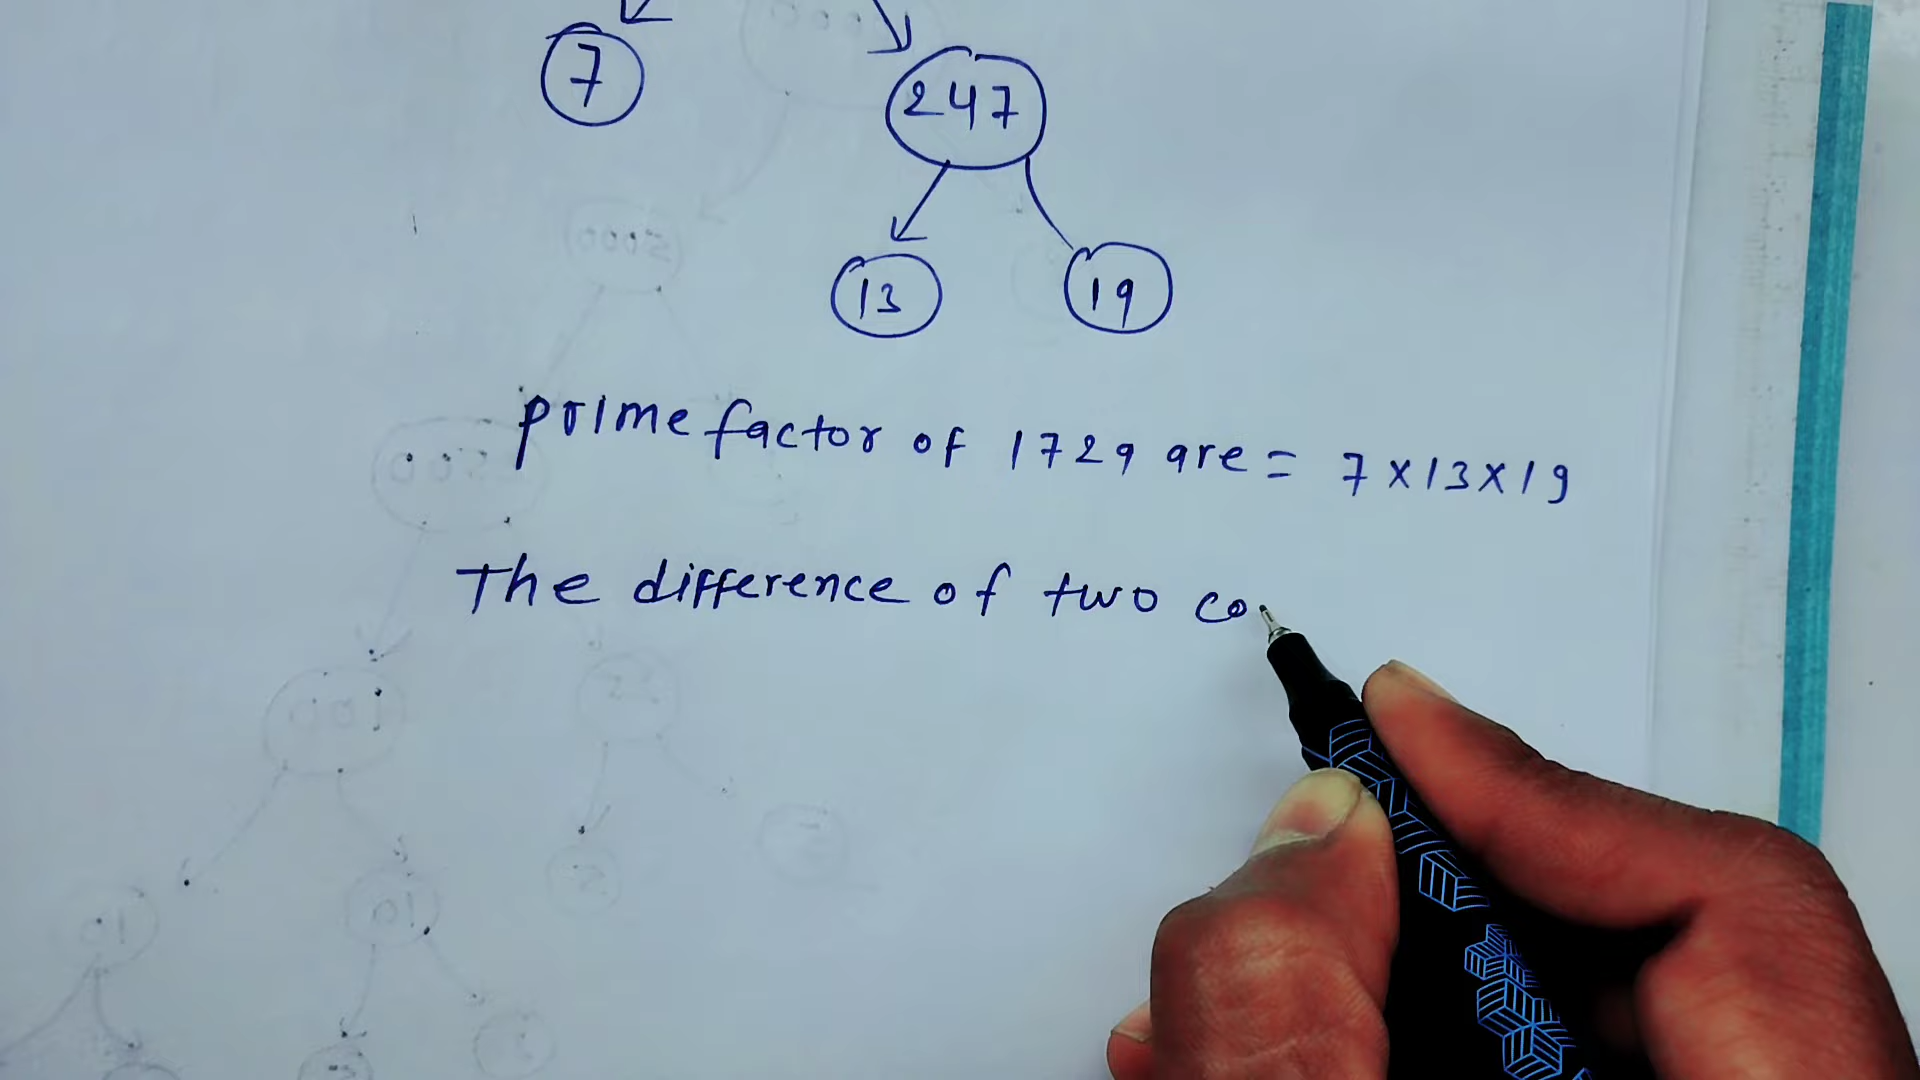 7
247
13 19
prime factor of 1729 are = 7 x 13 x 19
The difference of two co